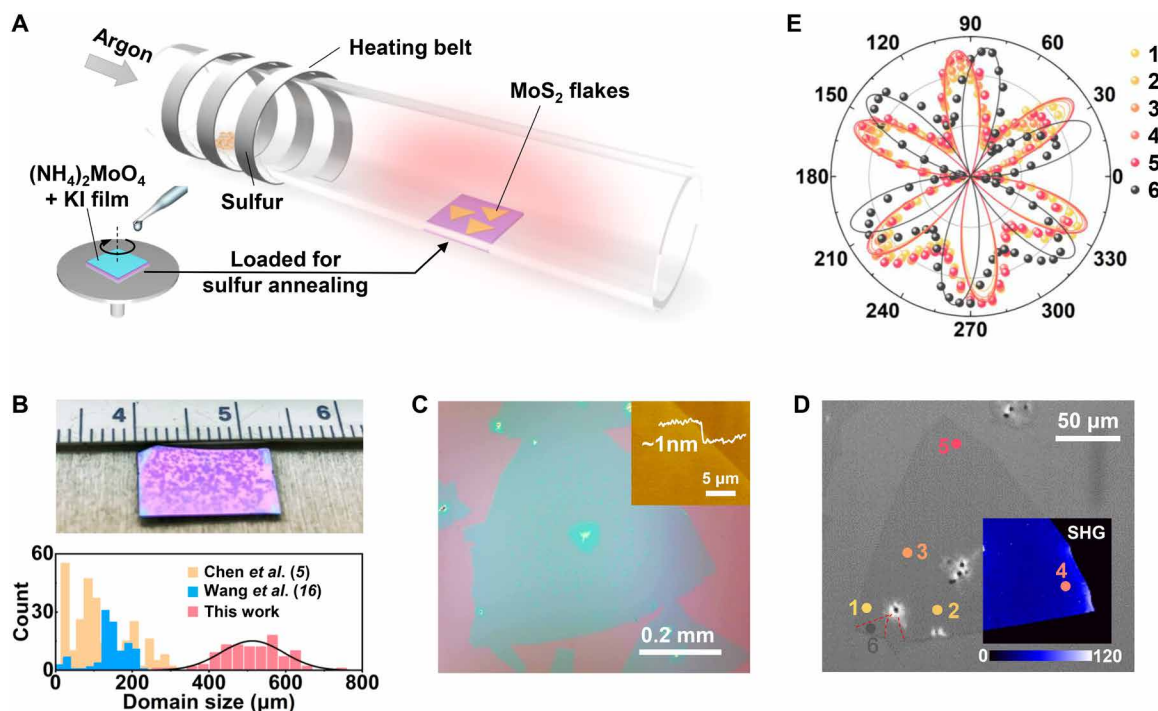 A
Argon
Heating belt
MoS2 flakes
(NH4)2MoO4
+ KI film
Sulfur
Loaded for
sulfur annealing
E
90
120
60
150
30
180
0
210
330
240
300
270
1
2
3
4
5
6
B
4
5
6
60
30
0
Count
Chen et al. (5)
Wang et al. (16)
This work
0
200
400
600
800
Domain size (µm)
C
~1nm
5 µm
0.2 mm
D
50 µm
5
3
1
2
6
SHG
4
0
120